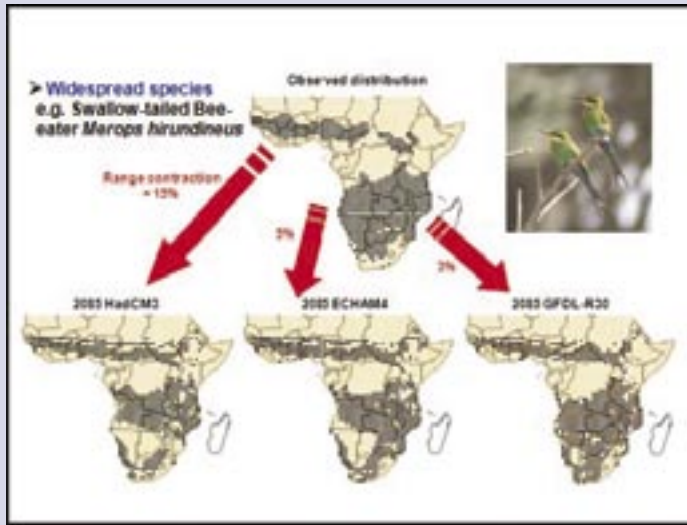 Observed distribution
➤ Widespread species
e.g. Swallow-tailed Bee-
eater Merops hirundineus
Range contraction
= 15%
5%
3%
2085 HadCM3
2085 ECHAM4
2085 GFDL-R30